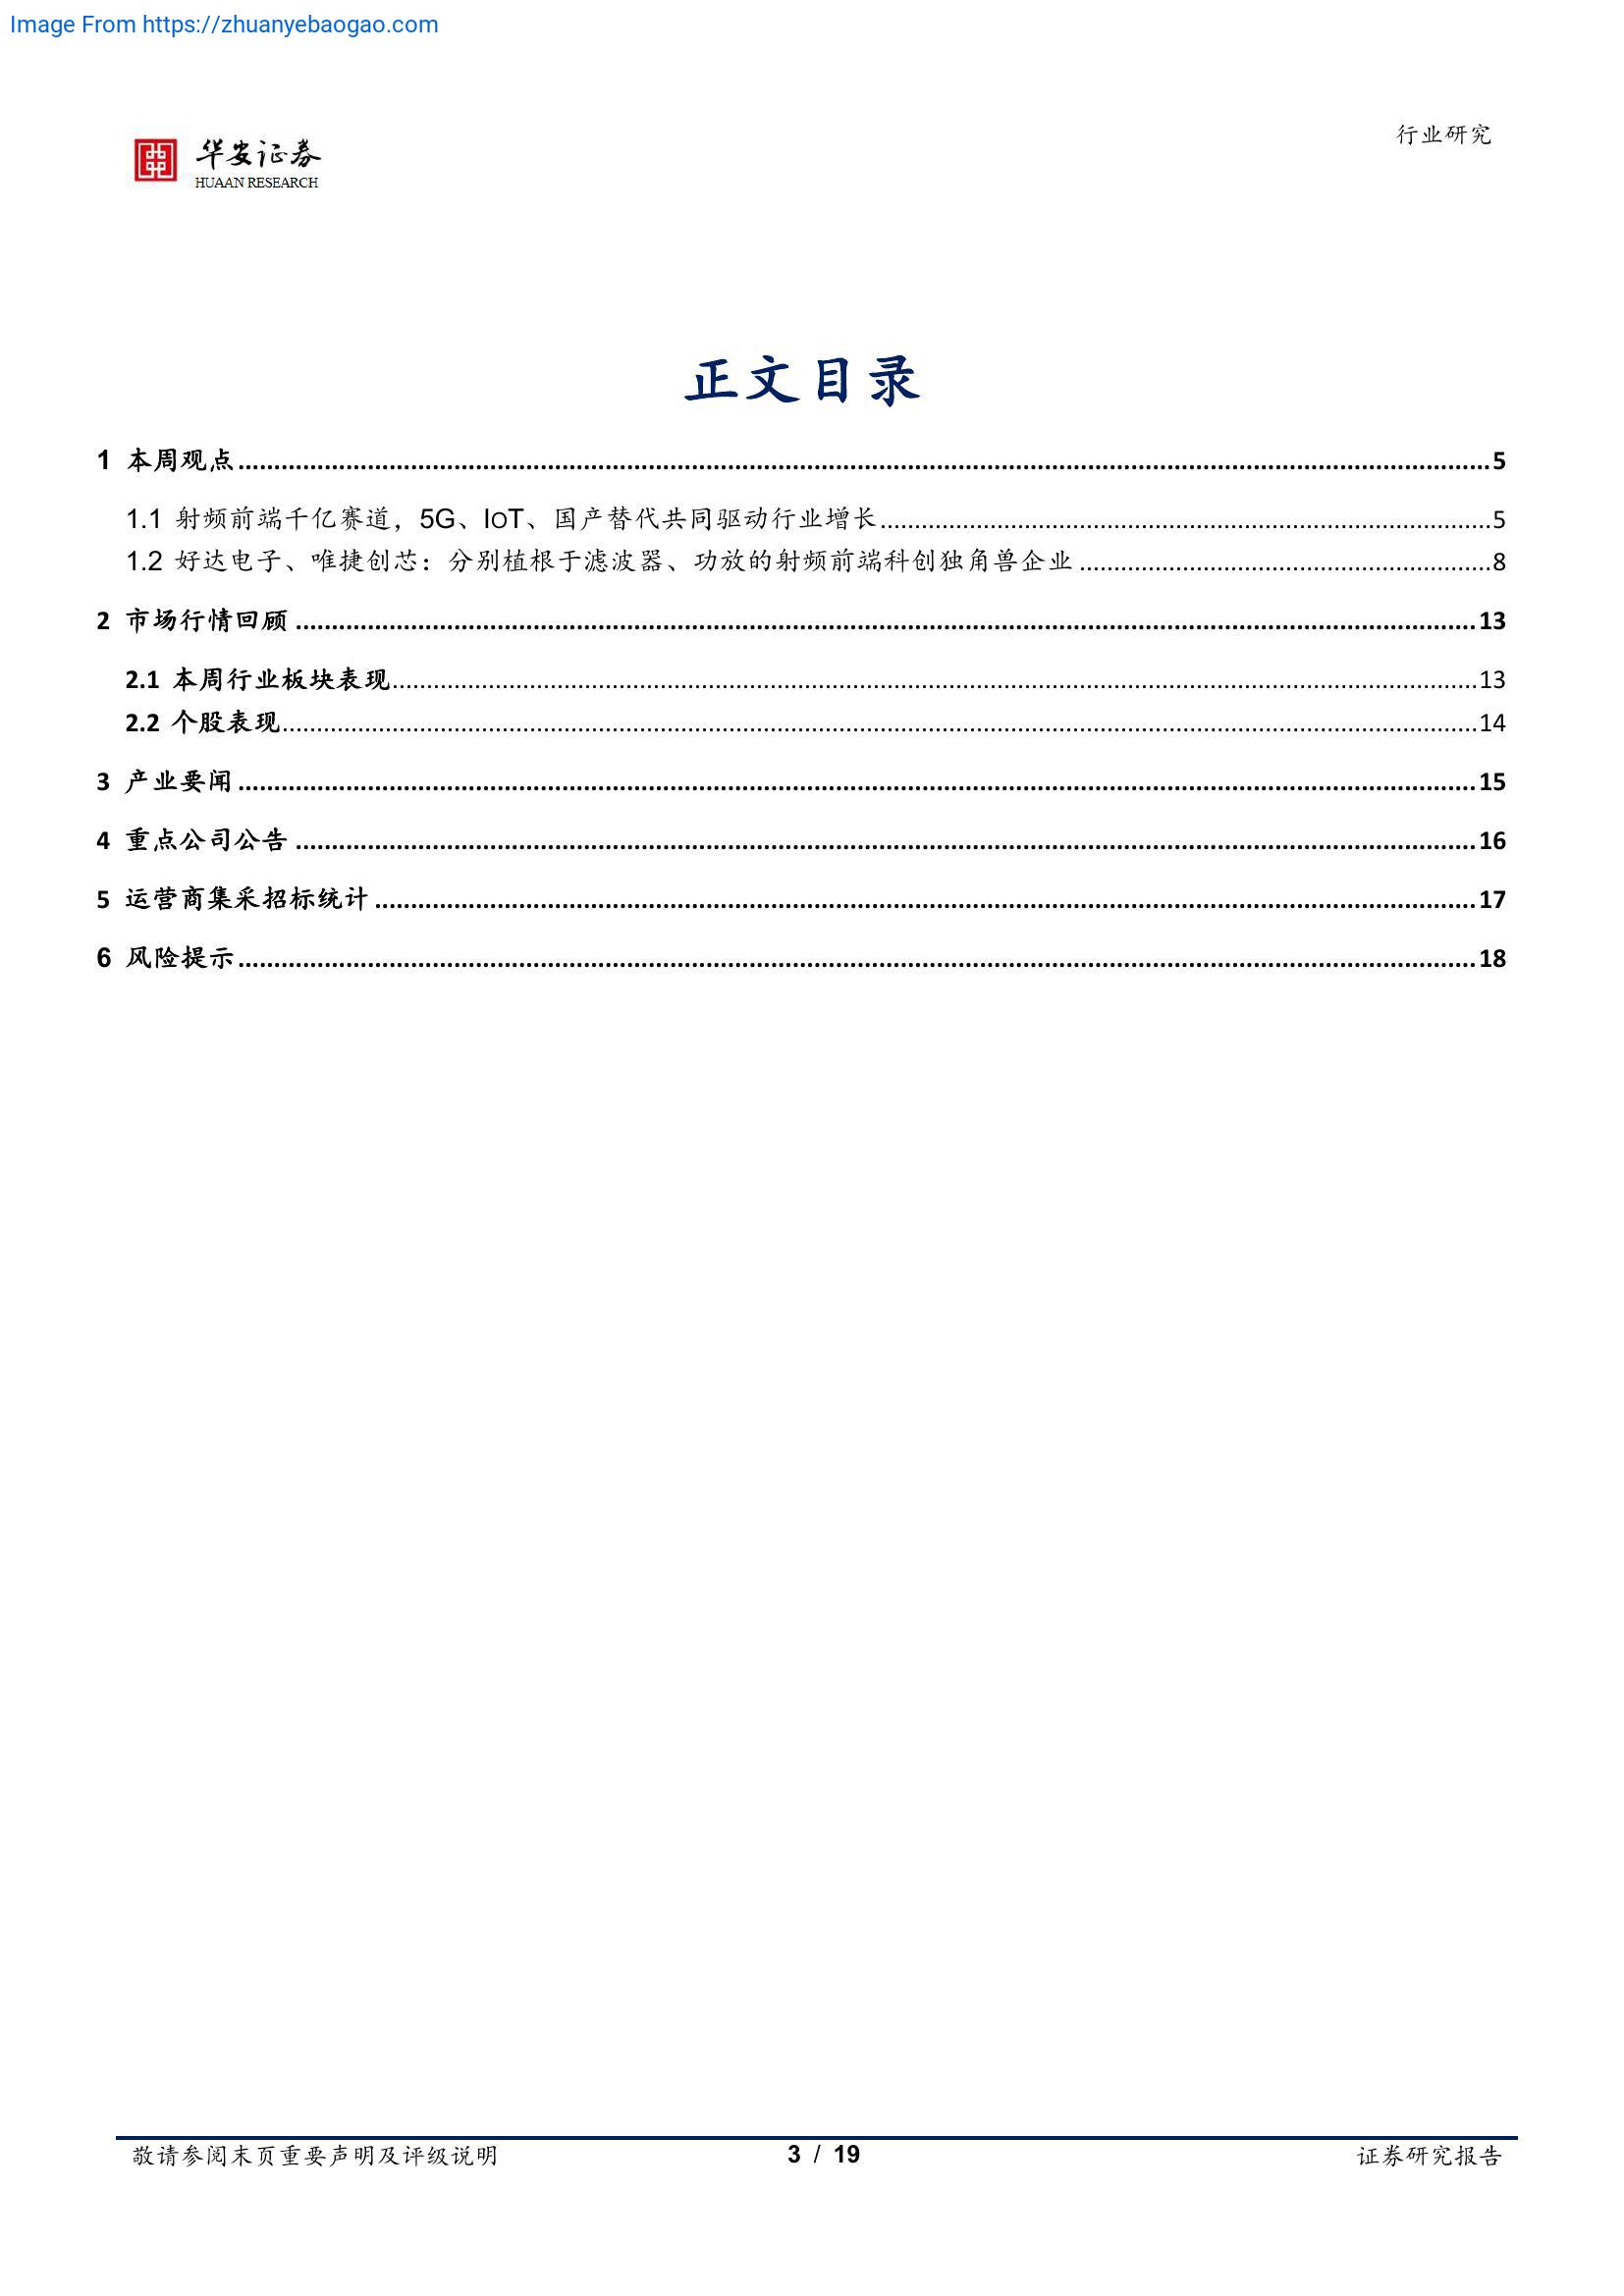 Image From https://zhuanyebaogao.com
行业研究
华安证券
HUAAN RESEARCH
正文目录
1 本周观点 5
1.1 射频前端千亿赛道，5G、IoT、国产替代共同驱动行业增长 5
1.2 好达电子、唯捷创芯：分别植根于滤波器、功放的射频前端科创独角兽企业 8
2 市场行情回顾 13
2.1 本周行业板块表现 13
2.2 个股表现 14
3 产业要闻 15
4 重点公司公告 16
5 运营商集采招标统计 17
6 风险提示 18
敬请参阅末页重要声明及评级说明 3 / 19 证券研究报告